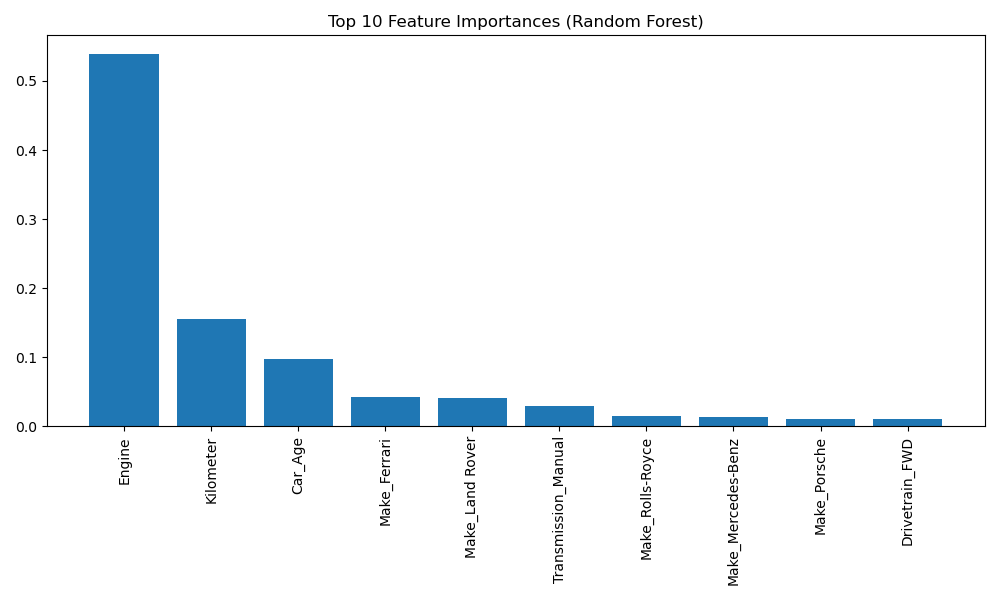 Top 10 Feature Importances (Random Forest)
0.5
0.4
0.3
0.2
0.1
0.0
Engine
Kilometer
Car_Age
Make_Ferrari
Make_Land Rover
Transmission_Manual
Make_Rolls-Royce
Make_Mercedes-Benz
Make_Porsche
Drivetrain_FWD